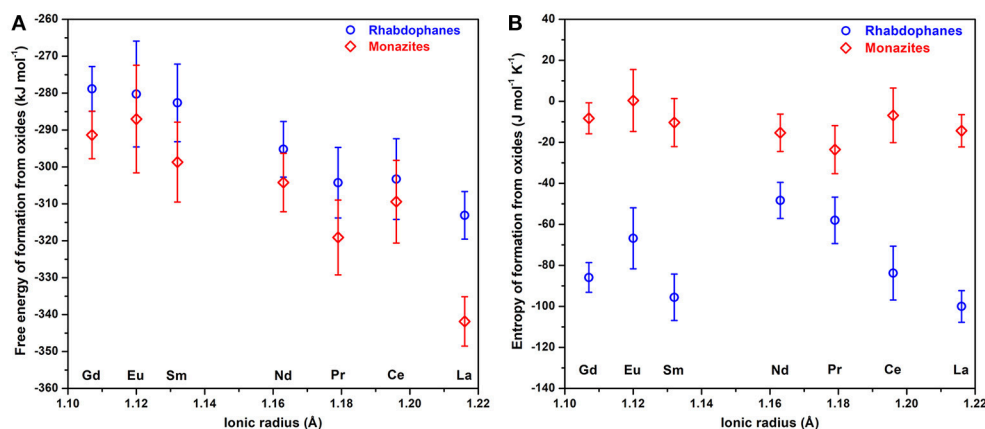 A
Free energy of formation from oxides (kJ mol⁻¹)
-260
-270
-280
-290
-300
-310
-320
-330
-340
-350
-360
Rhabdophanes
Monazites
Gd Eu Sm Nd Pr Ce La
1.10 1.12 1.14 1.16 1.18 1.20 1.22
Ionic radius (Å)
B
Entropy of formation from oxides (J mol⁻¹ K⁻¹)
40
20
0
-20
-40
-60
-80
-100
-120
-140
Rhabdophanes
Monazites
Gd Eu Sm Nd Pr Ce La
1.10 1.12 1.14 1.16 1.18 1.20 1.22
Ionic radius (Å)